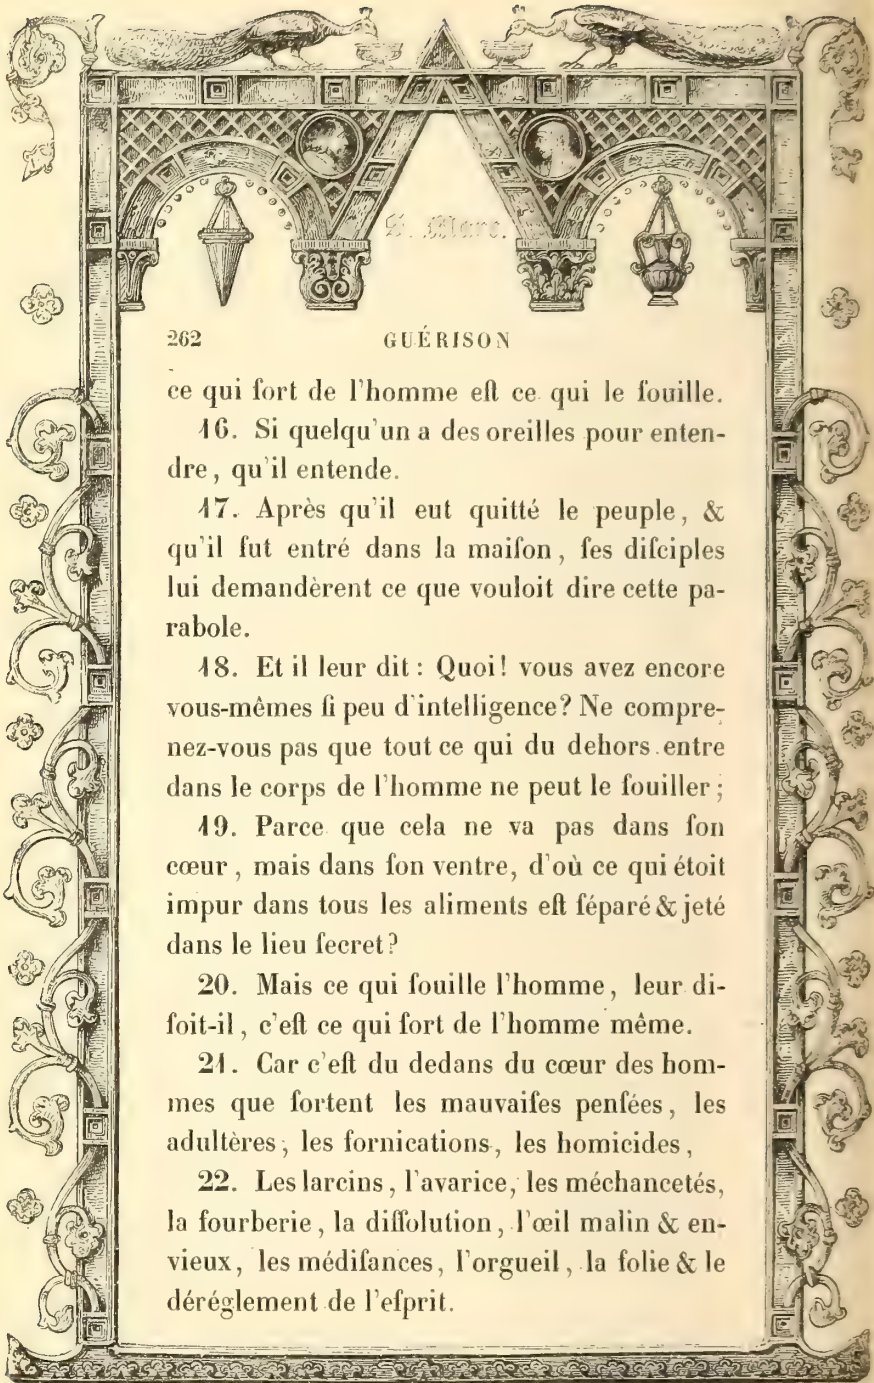 S. Marc.
262 GUÉRISON
ce qui ſort de l'homme eſt ce qui le ſouille.
16. Si quelqu'un a des oreilles pour enten-
dre, qu'il entende.
17. Après qu'il eut quitté le peuple, &
qu'il fut entré dans la maiſon, ſes diſciples
lui demandèrent ce que vouloit dire cette pa-
rabole.
18. Et il leur dit : Quoi! vous avez encore
vous-mêmes ſi peu d'intelligence? Ne compre-
nez-vous pas que tout ce qui du dehors entre
dans le corps de l'homme ne peut le ſouiller ;
19. Parce que cela ne va pas dans ſon
cœur, mais dans ſon ventre, d'où ce qui étoit
impur dans tous les aliments eſt ſéparé & jeté
dans le lieu ſecret?
20. Mais ce qui ſouille l'homme, leur di-
ſoit-il, c'eſt ce qui ſort de l'homme même.
21. Car c'eſt du dedans du cœur des hom-
mes que ſortent les mauvaiſes penſées, les
adultères, les fornications, les homicides,
22. Les larcins, l'avarice, les méchancetés,
la fourberie, la diſſolution, l'œil malin & en-
vieux, les médiſances, l'orgueil, la folie & le
déréglement de l'eſprit.